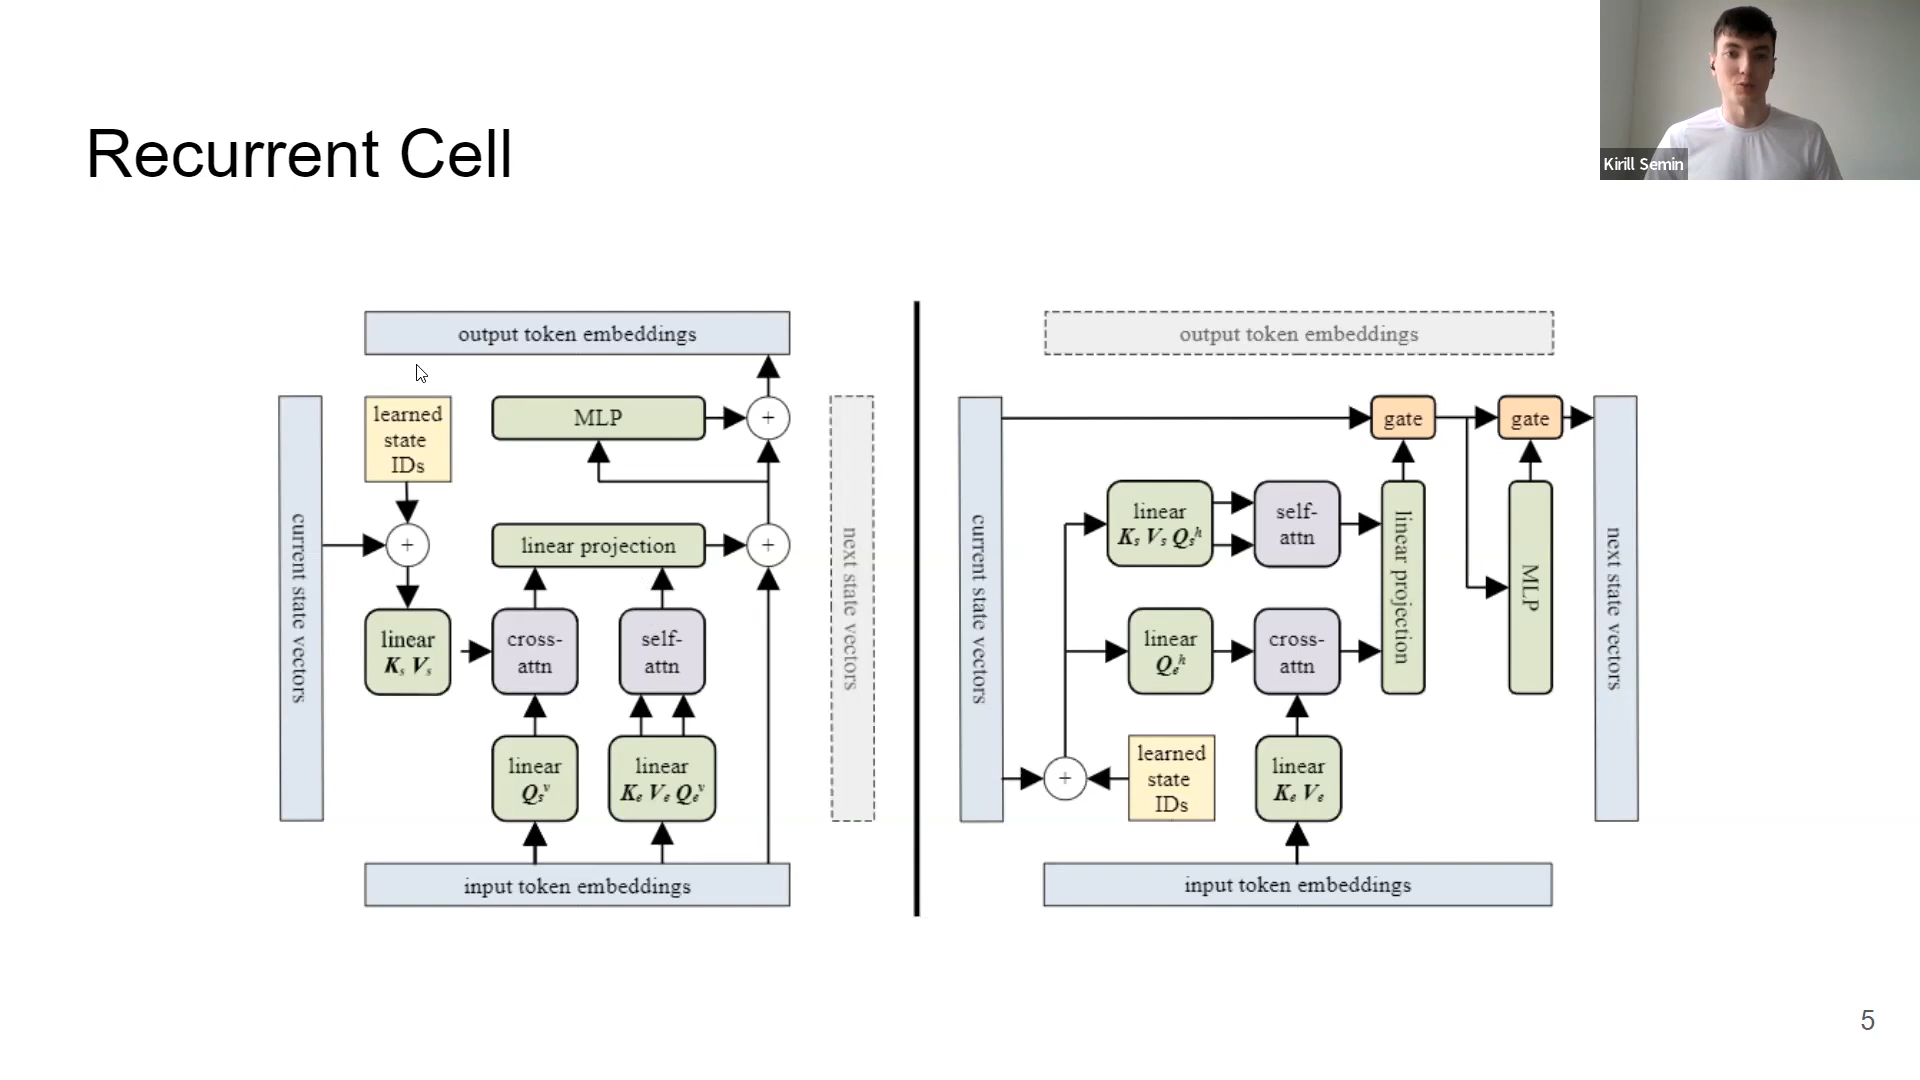 Kirill Semin
Recurrent Cell
output token embeddings
current state vectors
learned
state
IDs
MLP
+
+
linear projection
+
next state vectors
linear
Ks Vs
cross-
attn
self-
attn
linear
Qsv
linear
Ke Ve Qev
input token embeddings
output token embeddings
current state vectors
gate
gate
linear
Ks Vs Qsh
self-
attn
linear projection
MLP
next state vectors
linear
Qeh
cross-
attn
+
learned
state
IDs
linear
Ke Ve
input token embeddings
5